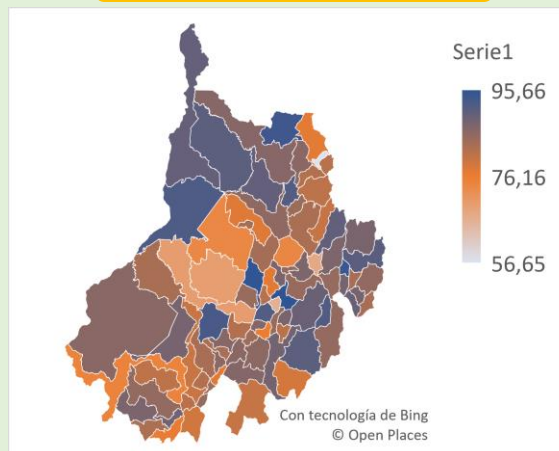 Serie1
95,66
76,16
56,65
Con tecnología de Bing
© Open Places